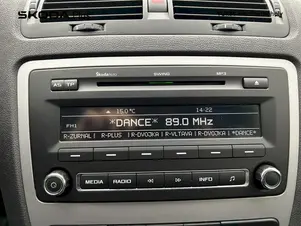 ŠKODA
AS TP
MP3
15.0°C 14:22
*DANCE* 89.0 MHz
FM1
R-ZURNAL | R-PLUS | R-DVOJKA | R-VLTAVA | R-DVOJKA | *DANCE*
MEDIA RADIO INFO